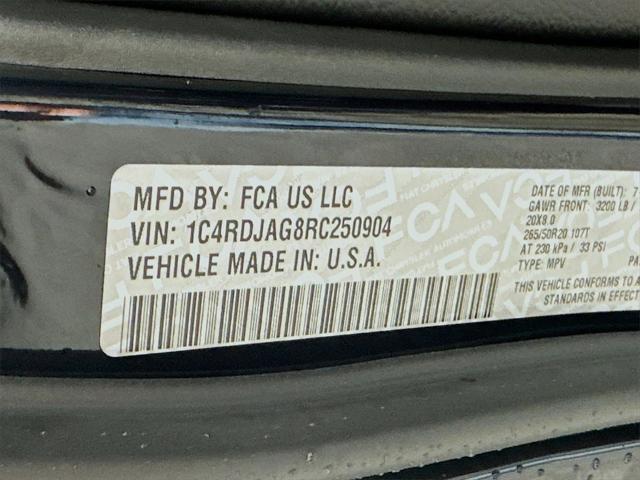 MFD BY: FCA US LLC
VIN: 1C4RDJAG8RC250904
VEHICLE MADE IN: U.S.A.
DATE OF MFR (BUILT): 7-
GAWR FRONT: 3200 LB /
20X8.0
265/50R20 107T
AT 230 kPa / 33 PSI
TYPE: MPV PA
THIS VEHICLE CONFORMS TO A
STANDARDS IN EFFECT
FCA